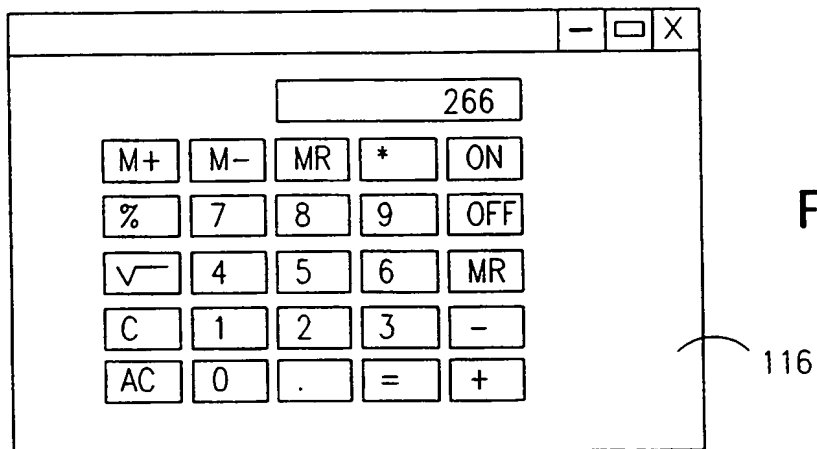 X
266
M+ M- MR * ON
% 7 8 9 OFF
F
√ 4 5 6 MR
C 1 2 3 -
116
AC 0 . = +